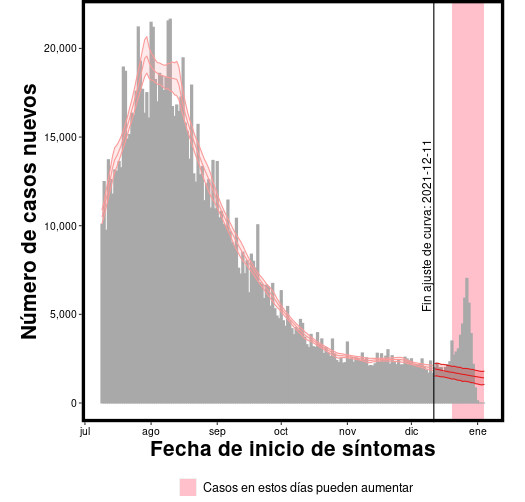 Número de casos nuevos
20,000
15,000
10,000
5,000
0
Fin ajuste de curva: 2021-12-11
jul ago sep oct nov dic ene
Fecha de inicio de síntomas
Casos en estos días pueden aumentar